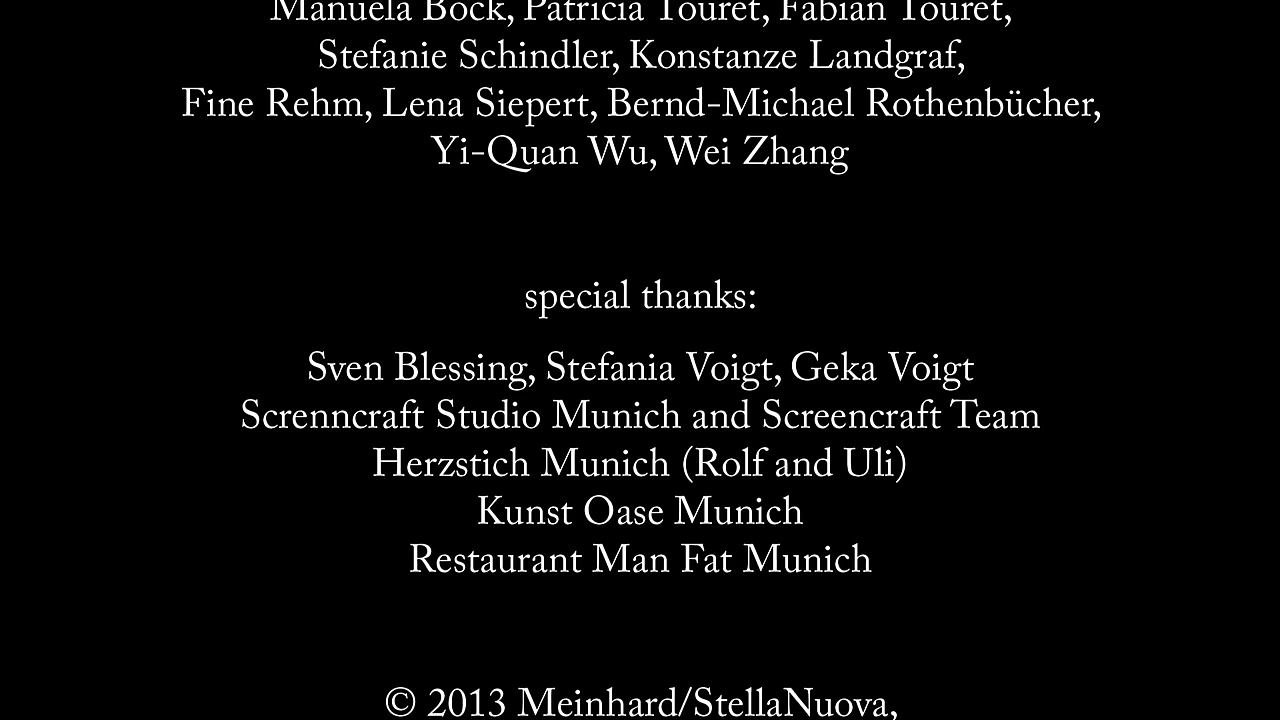 Manuela Bock, Patricia Touret, Fabian Touret,
Stefanie Schindler, Konstanze Landgraf,
Fine Rehm, Lena Siepert, Bernd-Michael Rothenbücher,
Yi-Quan Wu, Wei Zhang
special thanks:
Sven Blessing, Stefania Voigt, Geka Voigt
Screnncraft Studio Munich and Screencraft Team
Herzstich Munich (Rolf and Uli)
Kunst Oase Munich
Restaurant Man Fat Munich
© 2013 Meinhard/StellaNuova,